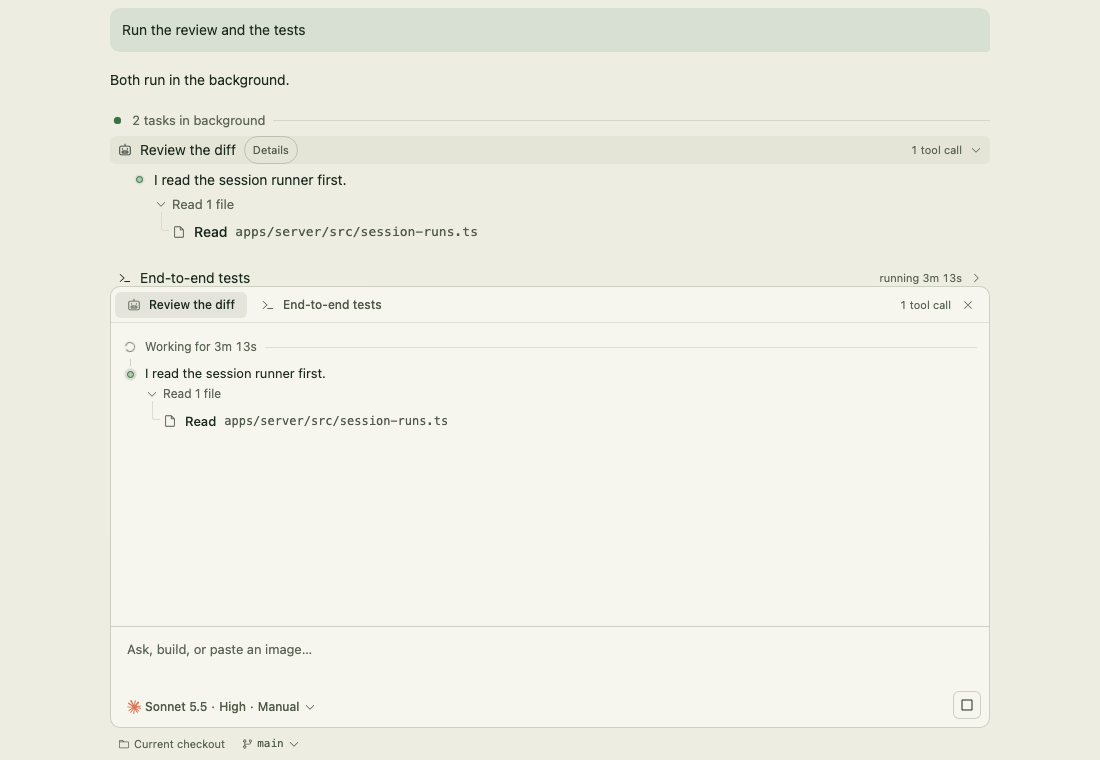 Run the review and the tests
Both run in the background.
2 tasks in background
Review the diff Details 1 tool call
I read the session runner first.
Read 1 file
Read apps/server/src/session-runs.ts
End-to-end tests running 3m 13s
Review the diff End-to-end tests 1 tool call
Working for 3m 13s
I read the session runner first.
Read 1 file
Read apps/server/src/session-runs.ts
Ask, build, or paste an image...
Sonnet 5.5 · High · Manual
Current checkout main